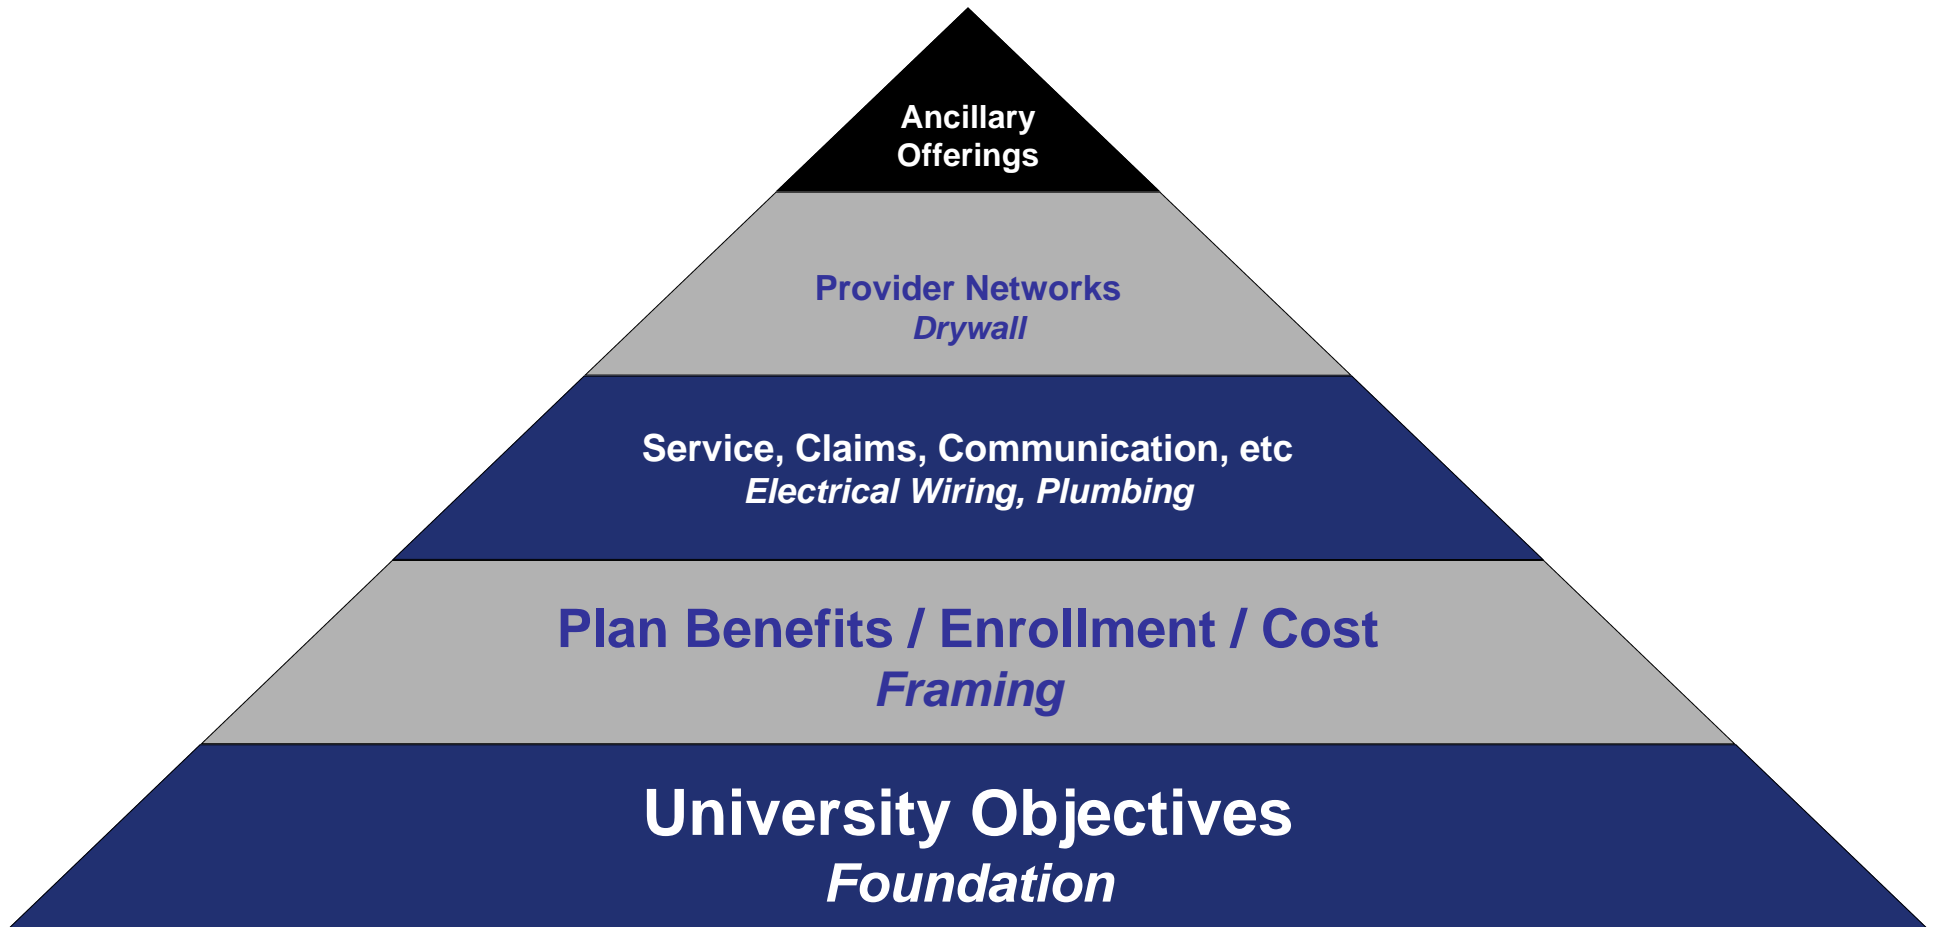 Ancillary
Offerings
Provider Networks
Drywall
Service, Claims, Communication, etc
Electrical Wiring, Plumbing
Plan Benefits / Enrollment / Cost
Framing
University Objectives
Foundation